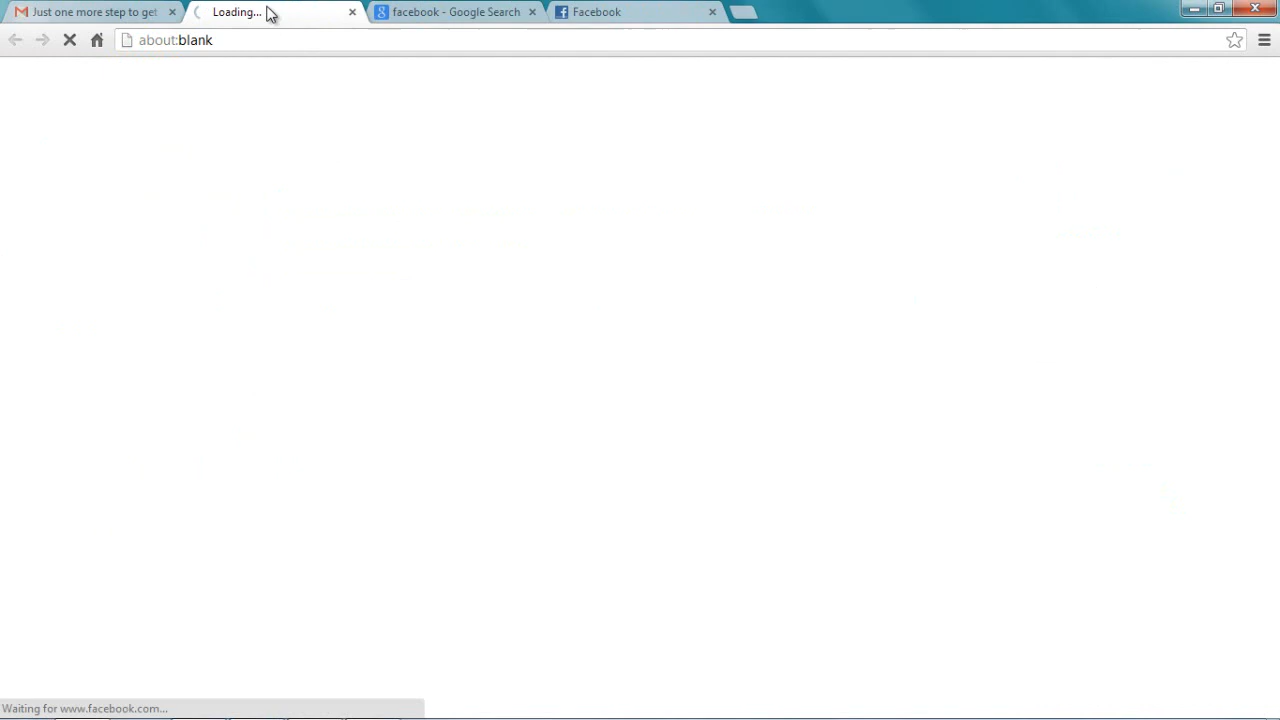 Just one more step to get
Loading...
facebook - Google Search
Facebook
about:blank
Waiting for www.facebook.com...